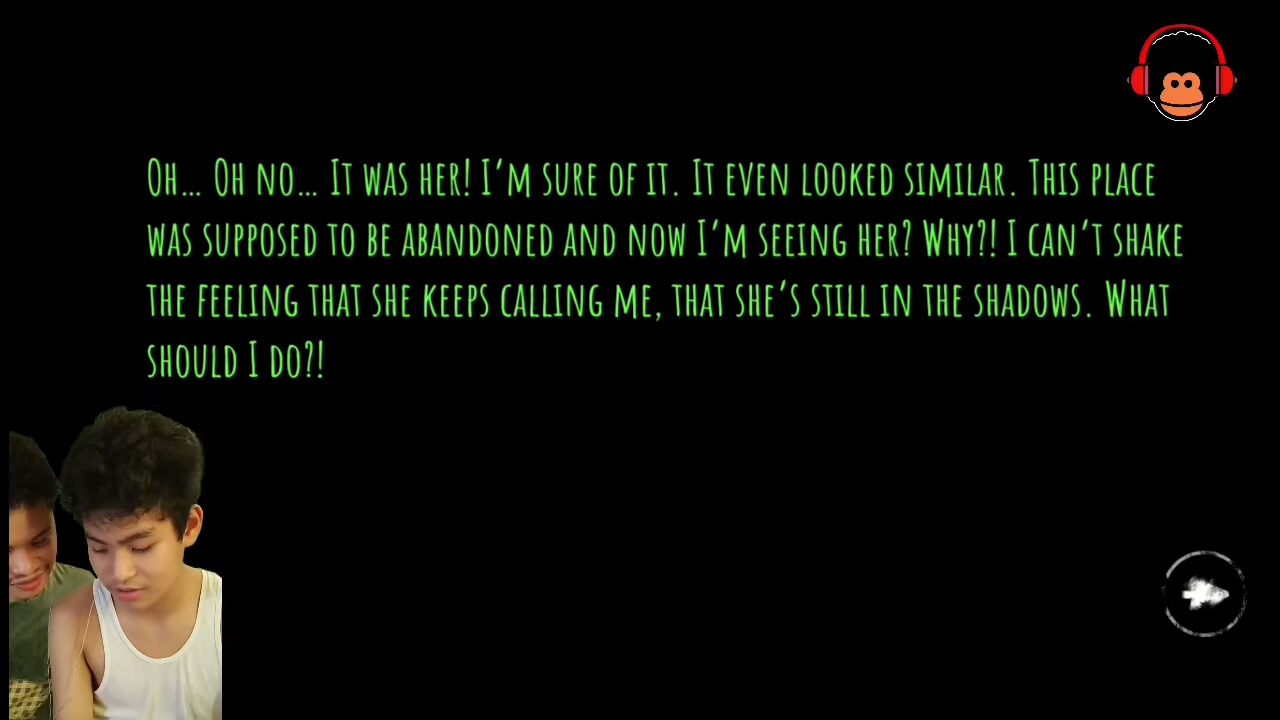 Oh... Oh no... It was her! I'm sure of it. It even looked similar. This place
was supposed to be abandoned and now I'm seeing her? Why?! I can't shake
the feeling that she keeps calling me, that she's still in the shadows. What
should I do?!